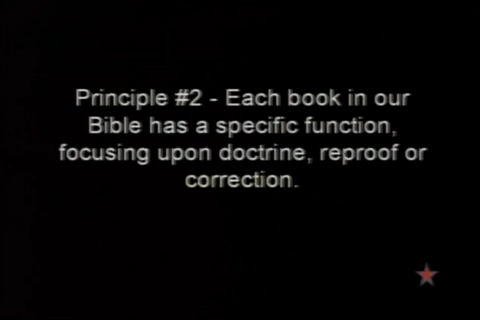 Principle #2 - Each book in our
Bible has a specific function,
focusing upon doctrine, reproof or
correction.